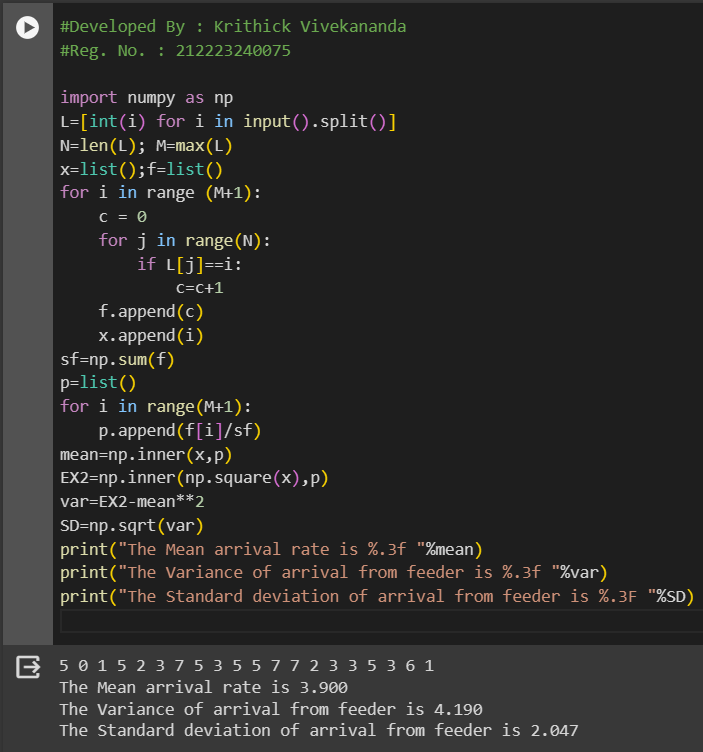 #Developed By : Krithick Vivekananda
#Reg. No. : 212223240075
import numpy as np
L=[int(i) for i in input().split()]
N=len(L); M=max(L)
x=list();f=list()
for i in range (M+1):
    c = 0
    for j in range(N):
        if L[j]==i:
            c=c+1
    f.append(c)
    x.append(i)
sf=np.sum(f)
p=list()
for i in range(M+1):
    p.append(f[i]/sf)
mean=np.inner(x,p)
EX2=np.inner(np.square(x),p)
var=EX2-mean**2
SD=np.sqrt(var)
print("The Mean arrival rate is %.3f "%mean)
print("The Variance of arrival from feeder is %.3f "%var)
print("The Standard deviation of arrival from feeder is %.3F "%SD)
5 0 1 5 2 3 7 5 3 5 5 7 7 2 3 3 5 3 6 1
The Mean arrival rate is 3.900
The Variance of arrival from feeder is 4.190
The Standard deviation of arrival from feeder is 2.047